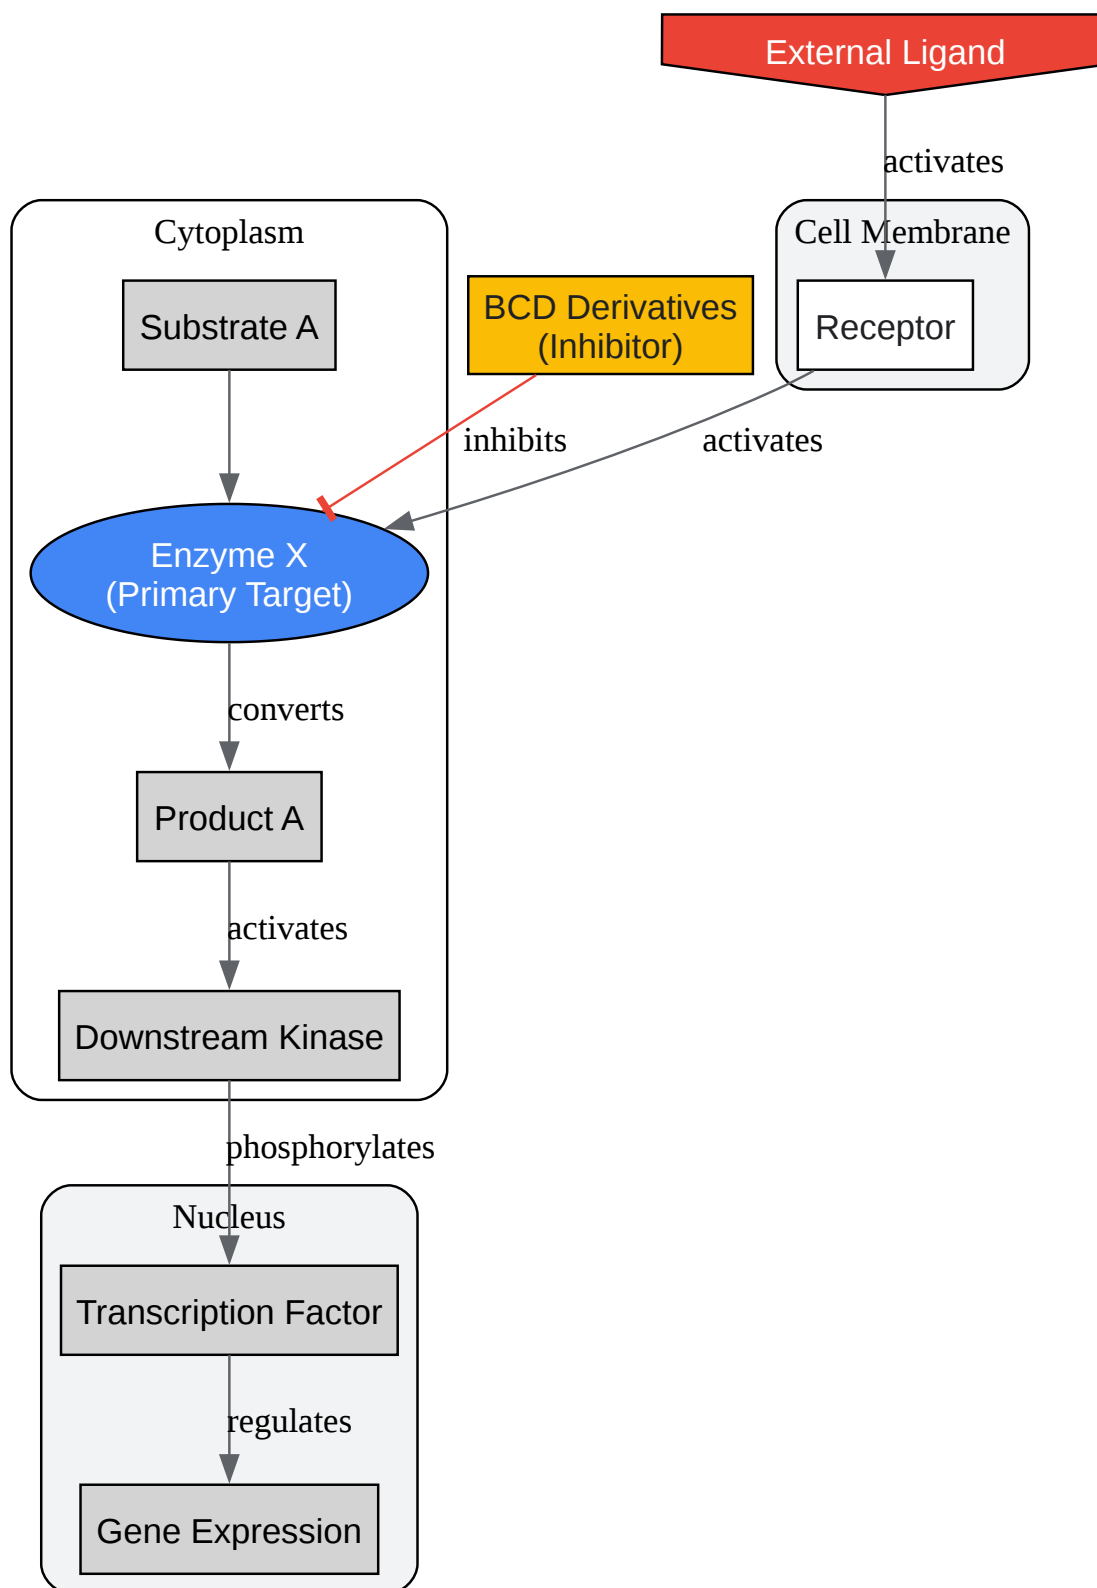 External Ligand
activates
Cytoplasm
Cell Membrane
Substrate A
BCD Derivatives
(Inhibitor)
Receptor
inhibits
activates
Enzyme X
(Primary Target)
converts
Product A
activates
Downstream Kinase
phosphorylates
Nucleus
Transcription Factor
regulates
Gene Expression